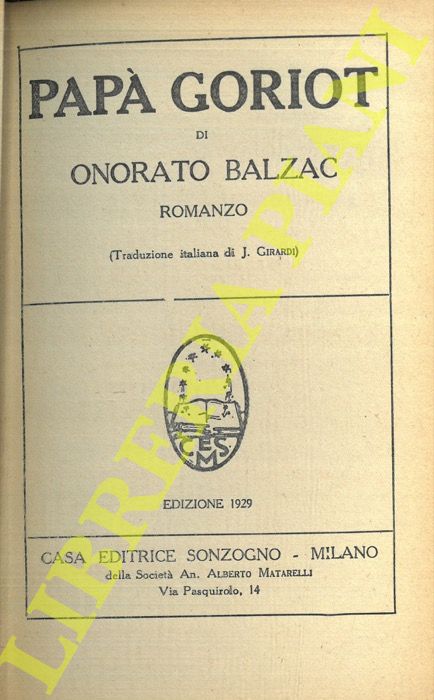 PAPÀ GORIOT
DI
ONORATO BALZAC
ROMANZO
(Traduzione italiana di J. GIRARDI)
CESM
EDIZIONE 1929
CASA EDITRICE SONZOGNO - MILANO
della Società An. ALBERTO MATARELLI
Via Pasquirolo, 14
LIBRERIA PIANI